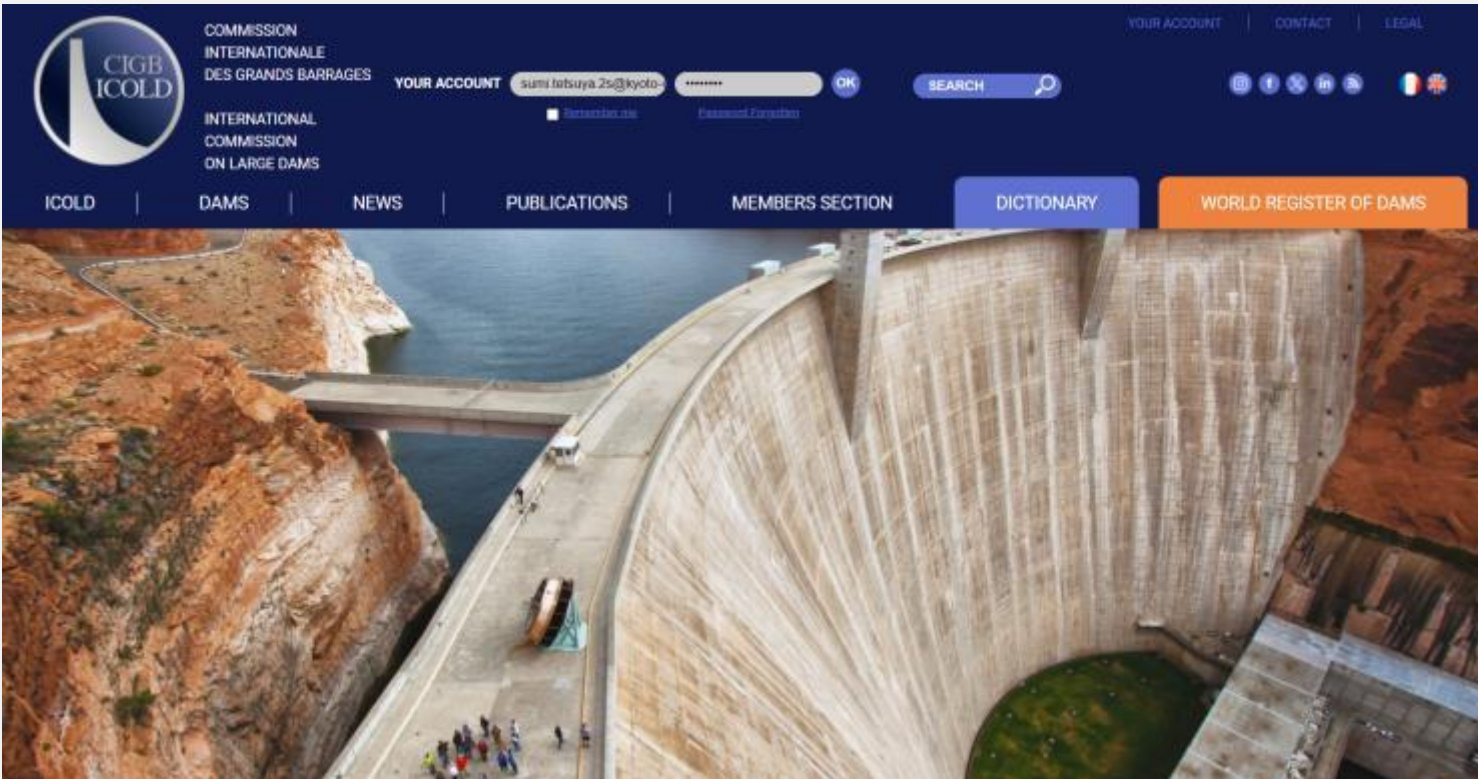 YOUR ACCOUNT | CONTACT | LEGAL
CIGB
ICOLD
COMMISSION
INTERNATIONALE
DES GRANDS BARRAGES
INTERNATIONAL
COMMISSION
ON LARGE DAMS
YOUR ACCOUNT sumi.tetsuya.2s@kyoto- •••••••• OK
SEARCH
Remember me Password Forgotten
ICOLD | DAMS | NEWS | PUBLICATIONS | MEMBERS SECTION DICTIONARY WORLD REGISTER OF DAMS